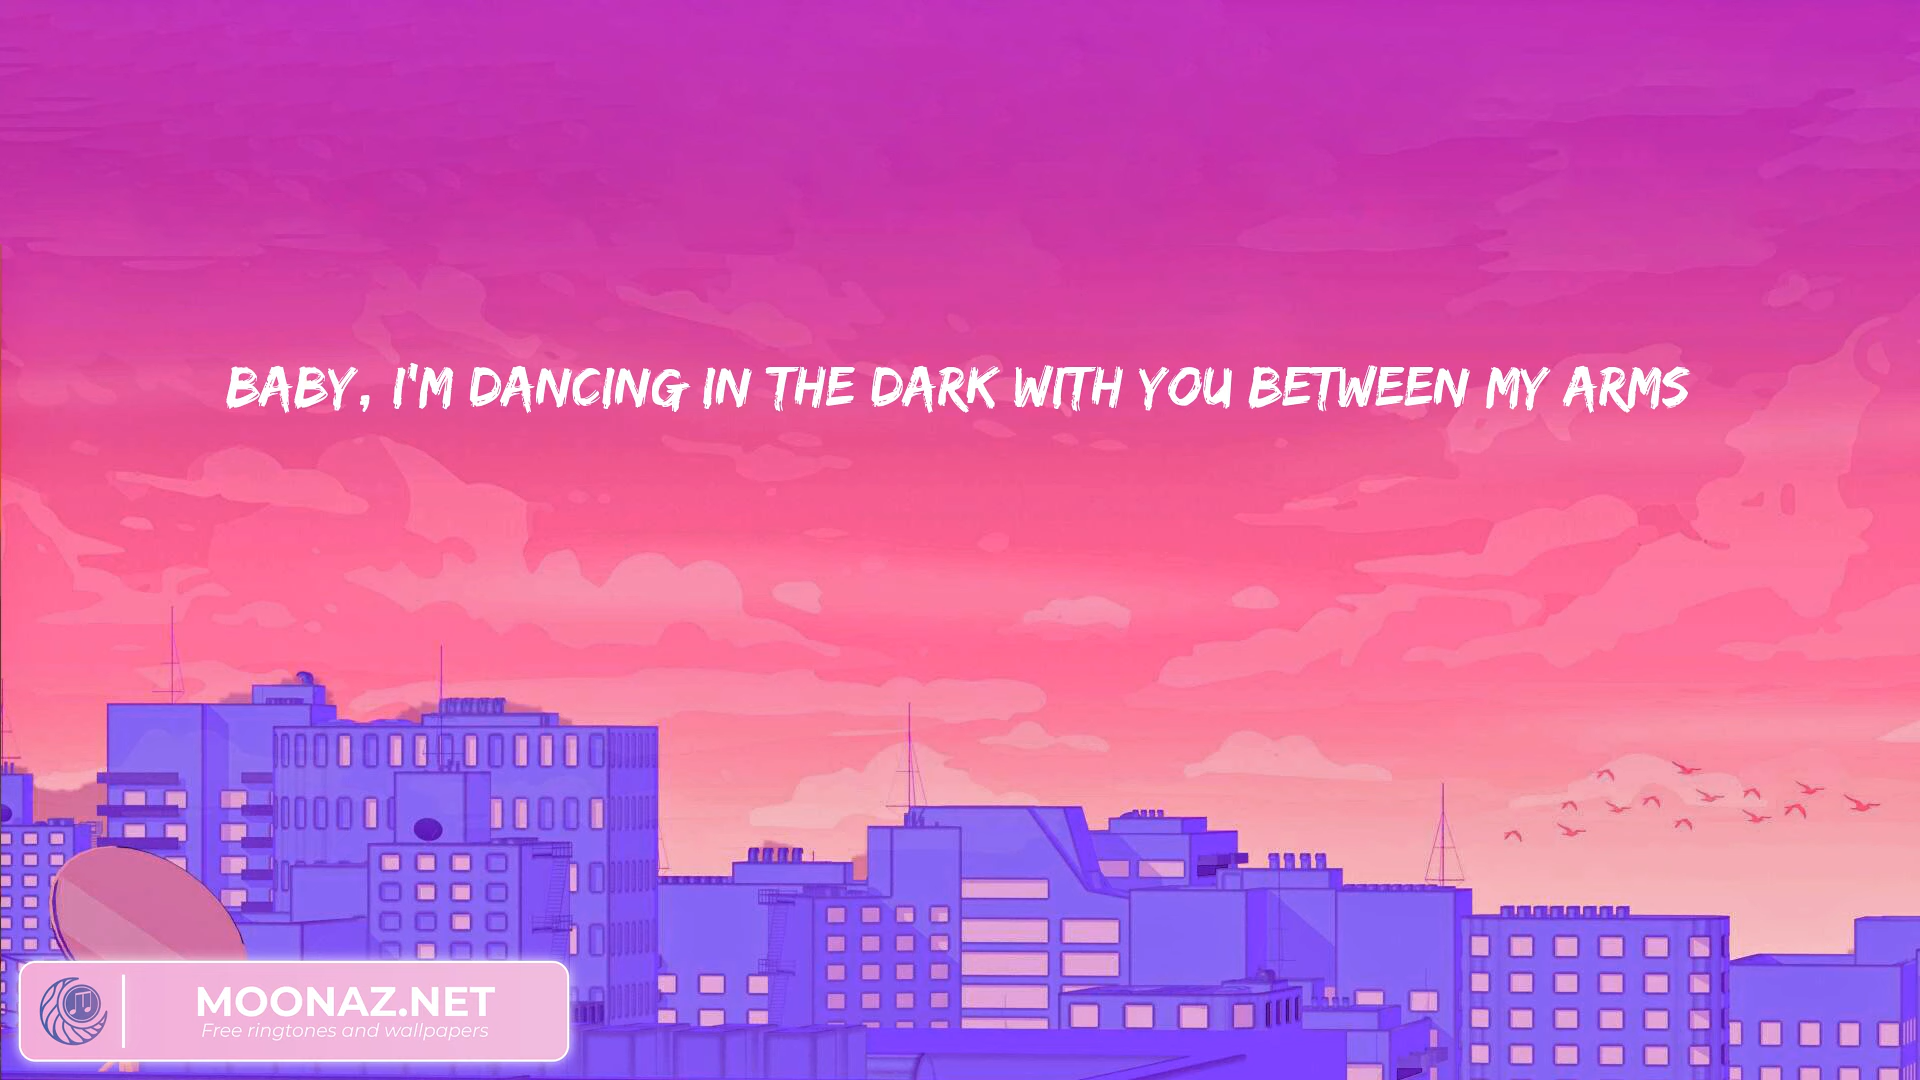 BABY, I'M DANCING IN THE DARK WITH YOU BETWEEN MY ARMS
MOONAZ.NET
Free ringtones and wallpapers